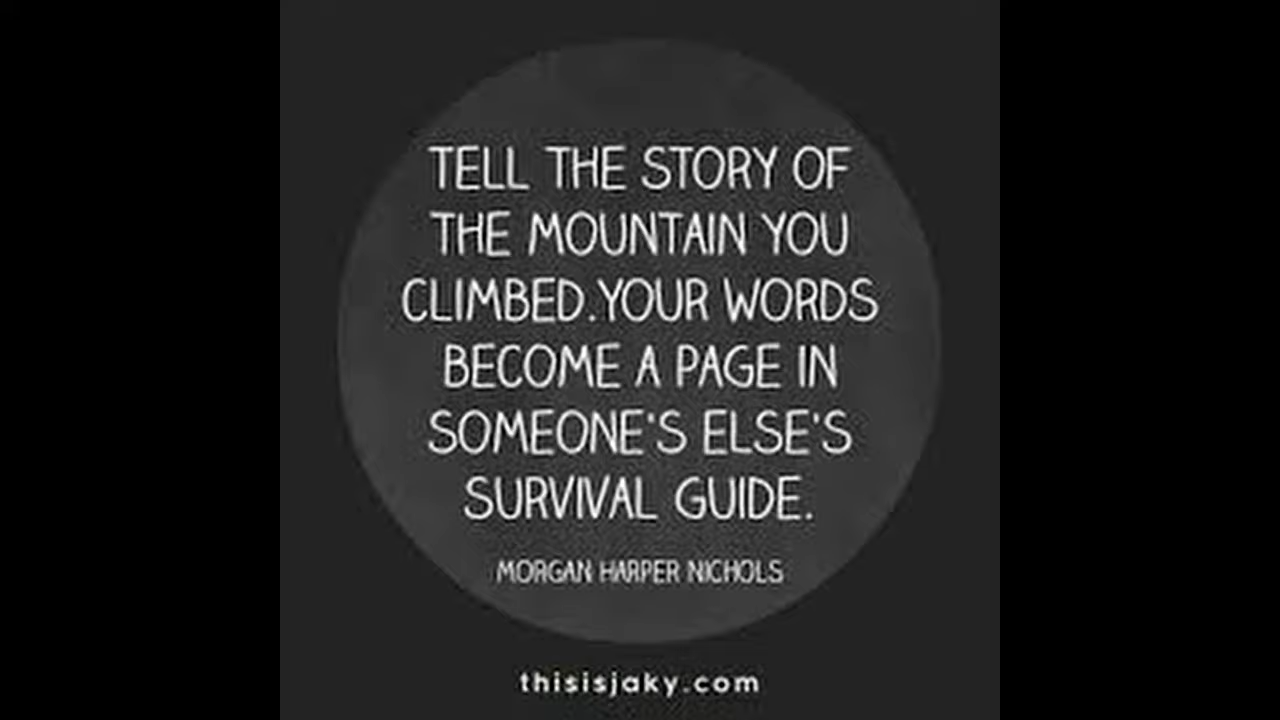 TELL THE STORY OF
THE MOUNTAIN YOU
CLIMBED.YOUR WORDS
BECOME A PAGE IN
SOMEONE'S ELSE'S
SURVIVAL GUIDE.
MORGAN HARPER NICHOLS
thisisjaky.com